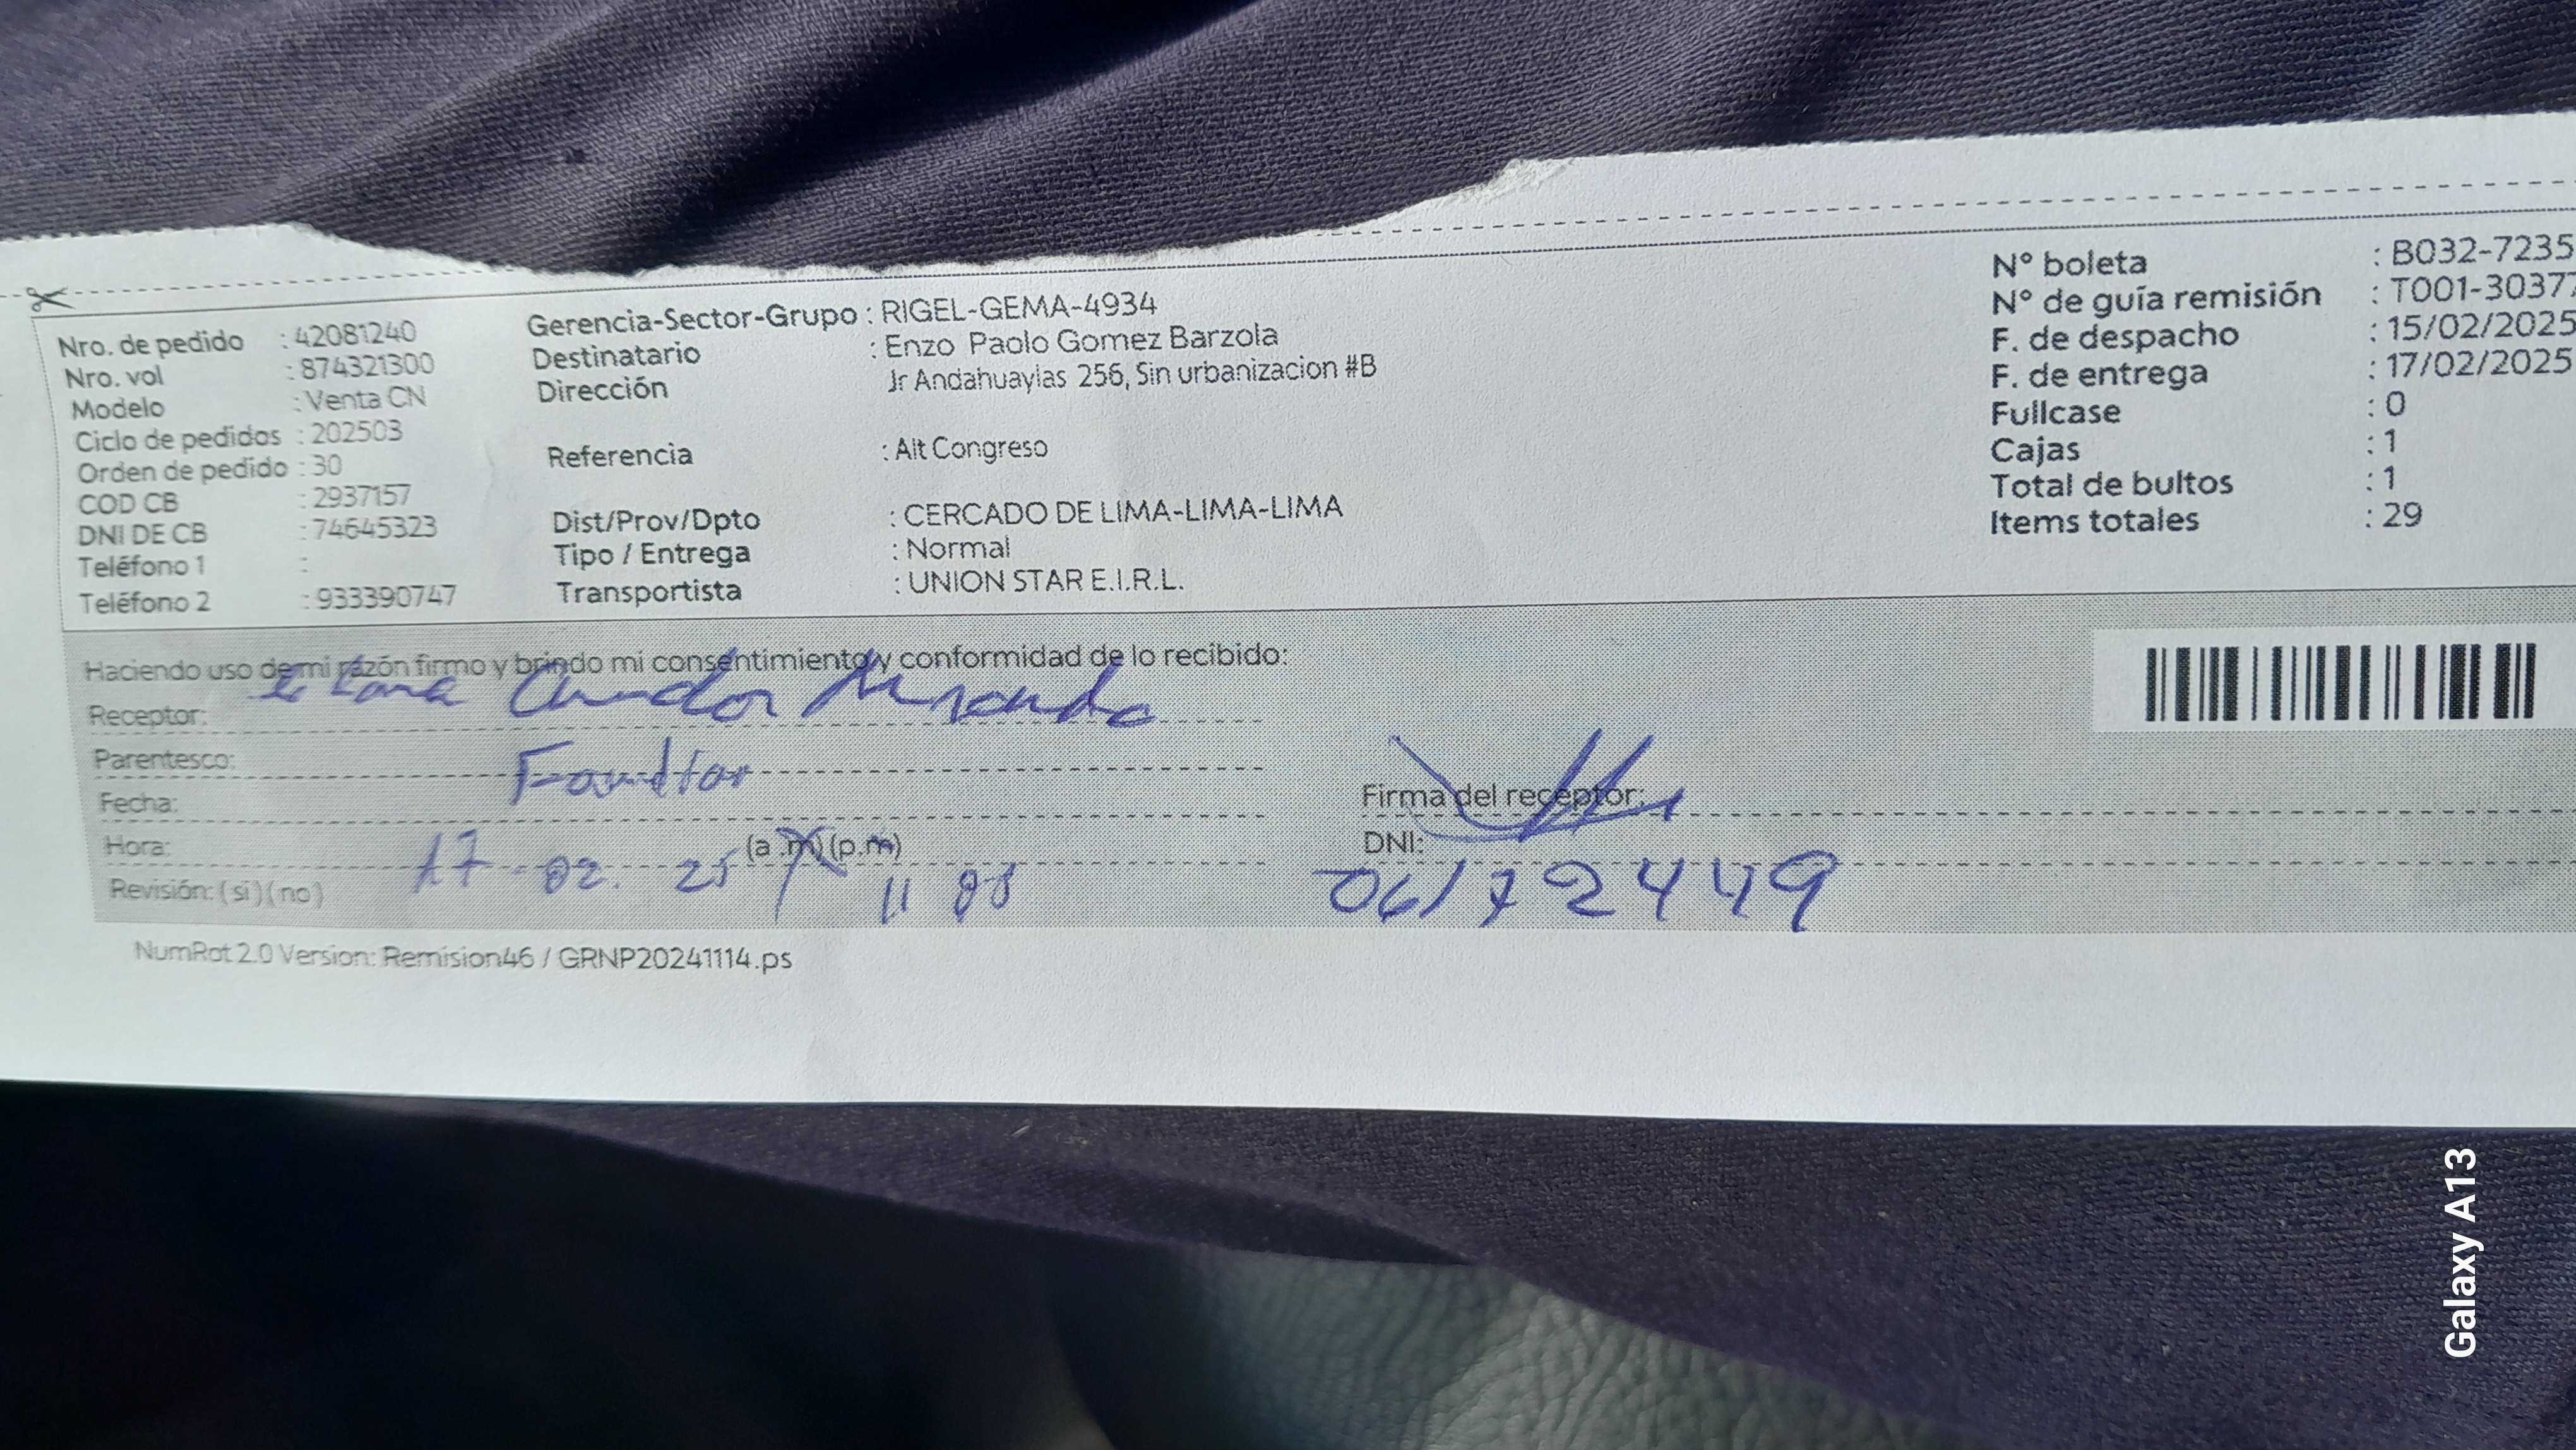 Nro. de pedido : 42081240
Nro. vol : 874321300
Modelo : Venta CN
Ciclo de pedidos : 202503
Orden de pedido : 30
COD CB : 2937157
DNI DE CB : 74645323
Teléfono 1 :
Teléfono 2 : 933390747
Gerencia-Sector-Grupo : RIGEL-GEMA-4934
Destinatario : Enzo Paolo Gomez Barzola
Dirección Jr Andahuaylas 256, Sin urbanizacion #B
Referencia : Alt Congreso
Dist/Prov/Dpto : CERCADO DE LIMA-LIMA-LIMA
Tipo / Entrega : Normal
Transportista : UNION STAR E.I.R.L.
N° boleta : B032-7235
N° de guía remisión : T001-30377
F. de despacho : 15/02/2025
F. de entrega : 17/02/2025
Fullcase : 0
Cajas : 1
Total de bultos : 1
Items totales : 29
Haciendo uso de mi razón firmo y brindo mi consentimiento y conformidad de lo recibido:
Receptor:
Parentesco:
Fecha:
Hora: (a.m) (p.m)
17-02. 25 11 00
Revisión: (si) (no)
Firma del receptor:
DNI:
06172449
NumRot 2.0 Version: Remision46 / GRNP20241114.ps
Galaxy A13